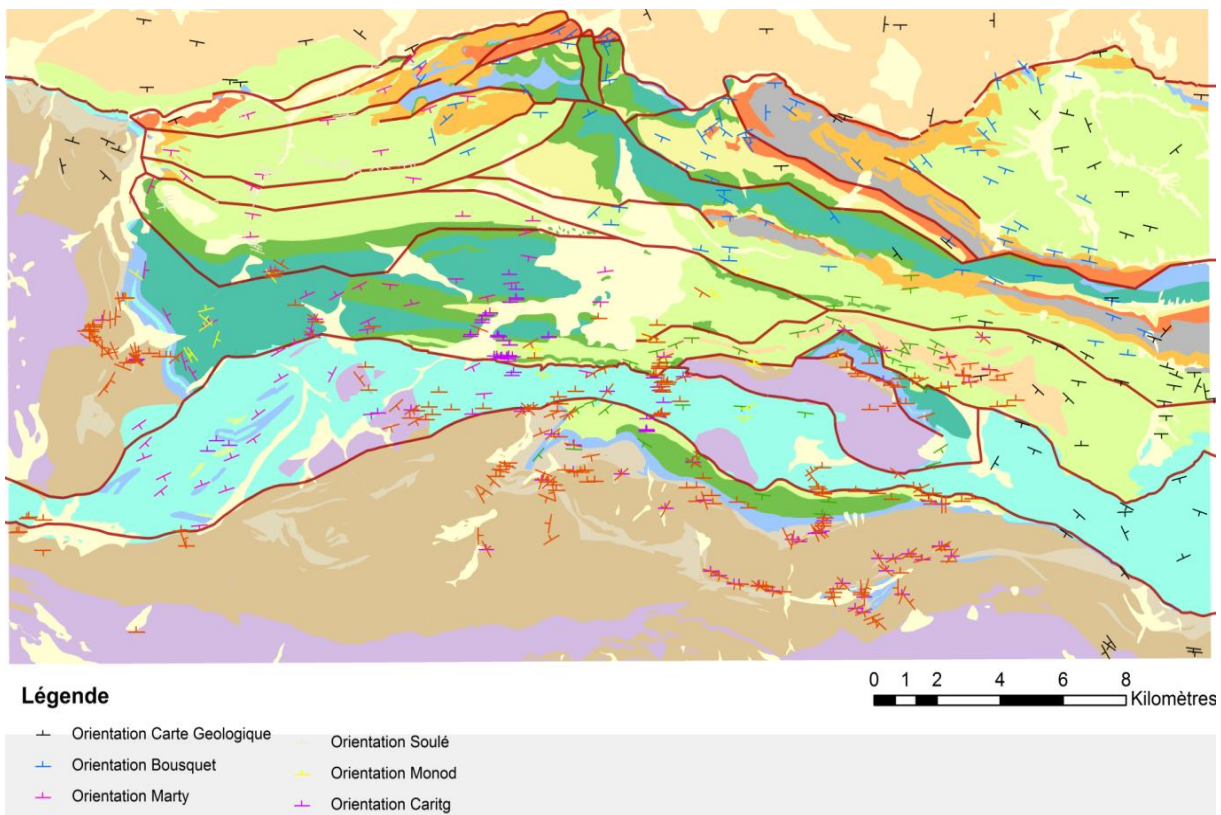 0 1 2 4 6 8
Kilomètres
Légende
Orientation Carte Geologique
Orientation Bousquet
Orientation Marty
Orientation Soulé
Orientation Monod
Orientation Caritg